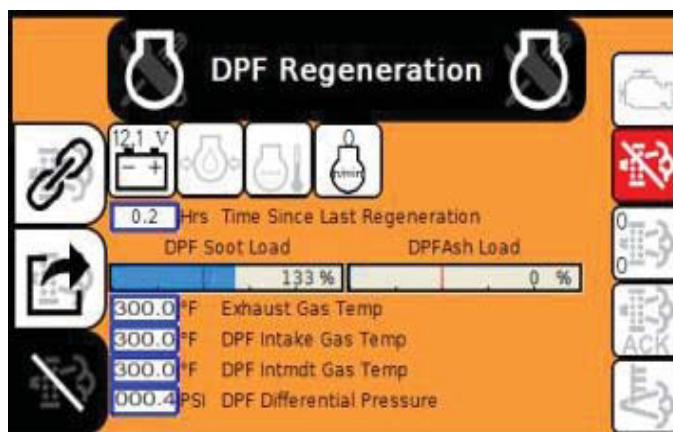 DPF Regeneration
12.1 V
0
n/min
0.2 Hrs Time Since Last Regeneration
DPF Soot Load DPFAsh Load
133 % 0 %
300.0 °F Exhaust Gas Temp
300.0 °F DPF Intake Gas Temp
300.0 °F DPF Intmdt Gas Temp
000.4 PSI DPF Differential Pressure
0
0
ACK